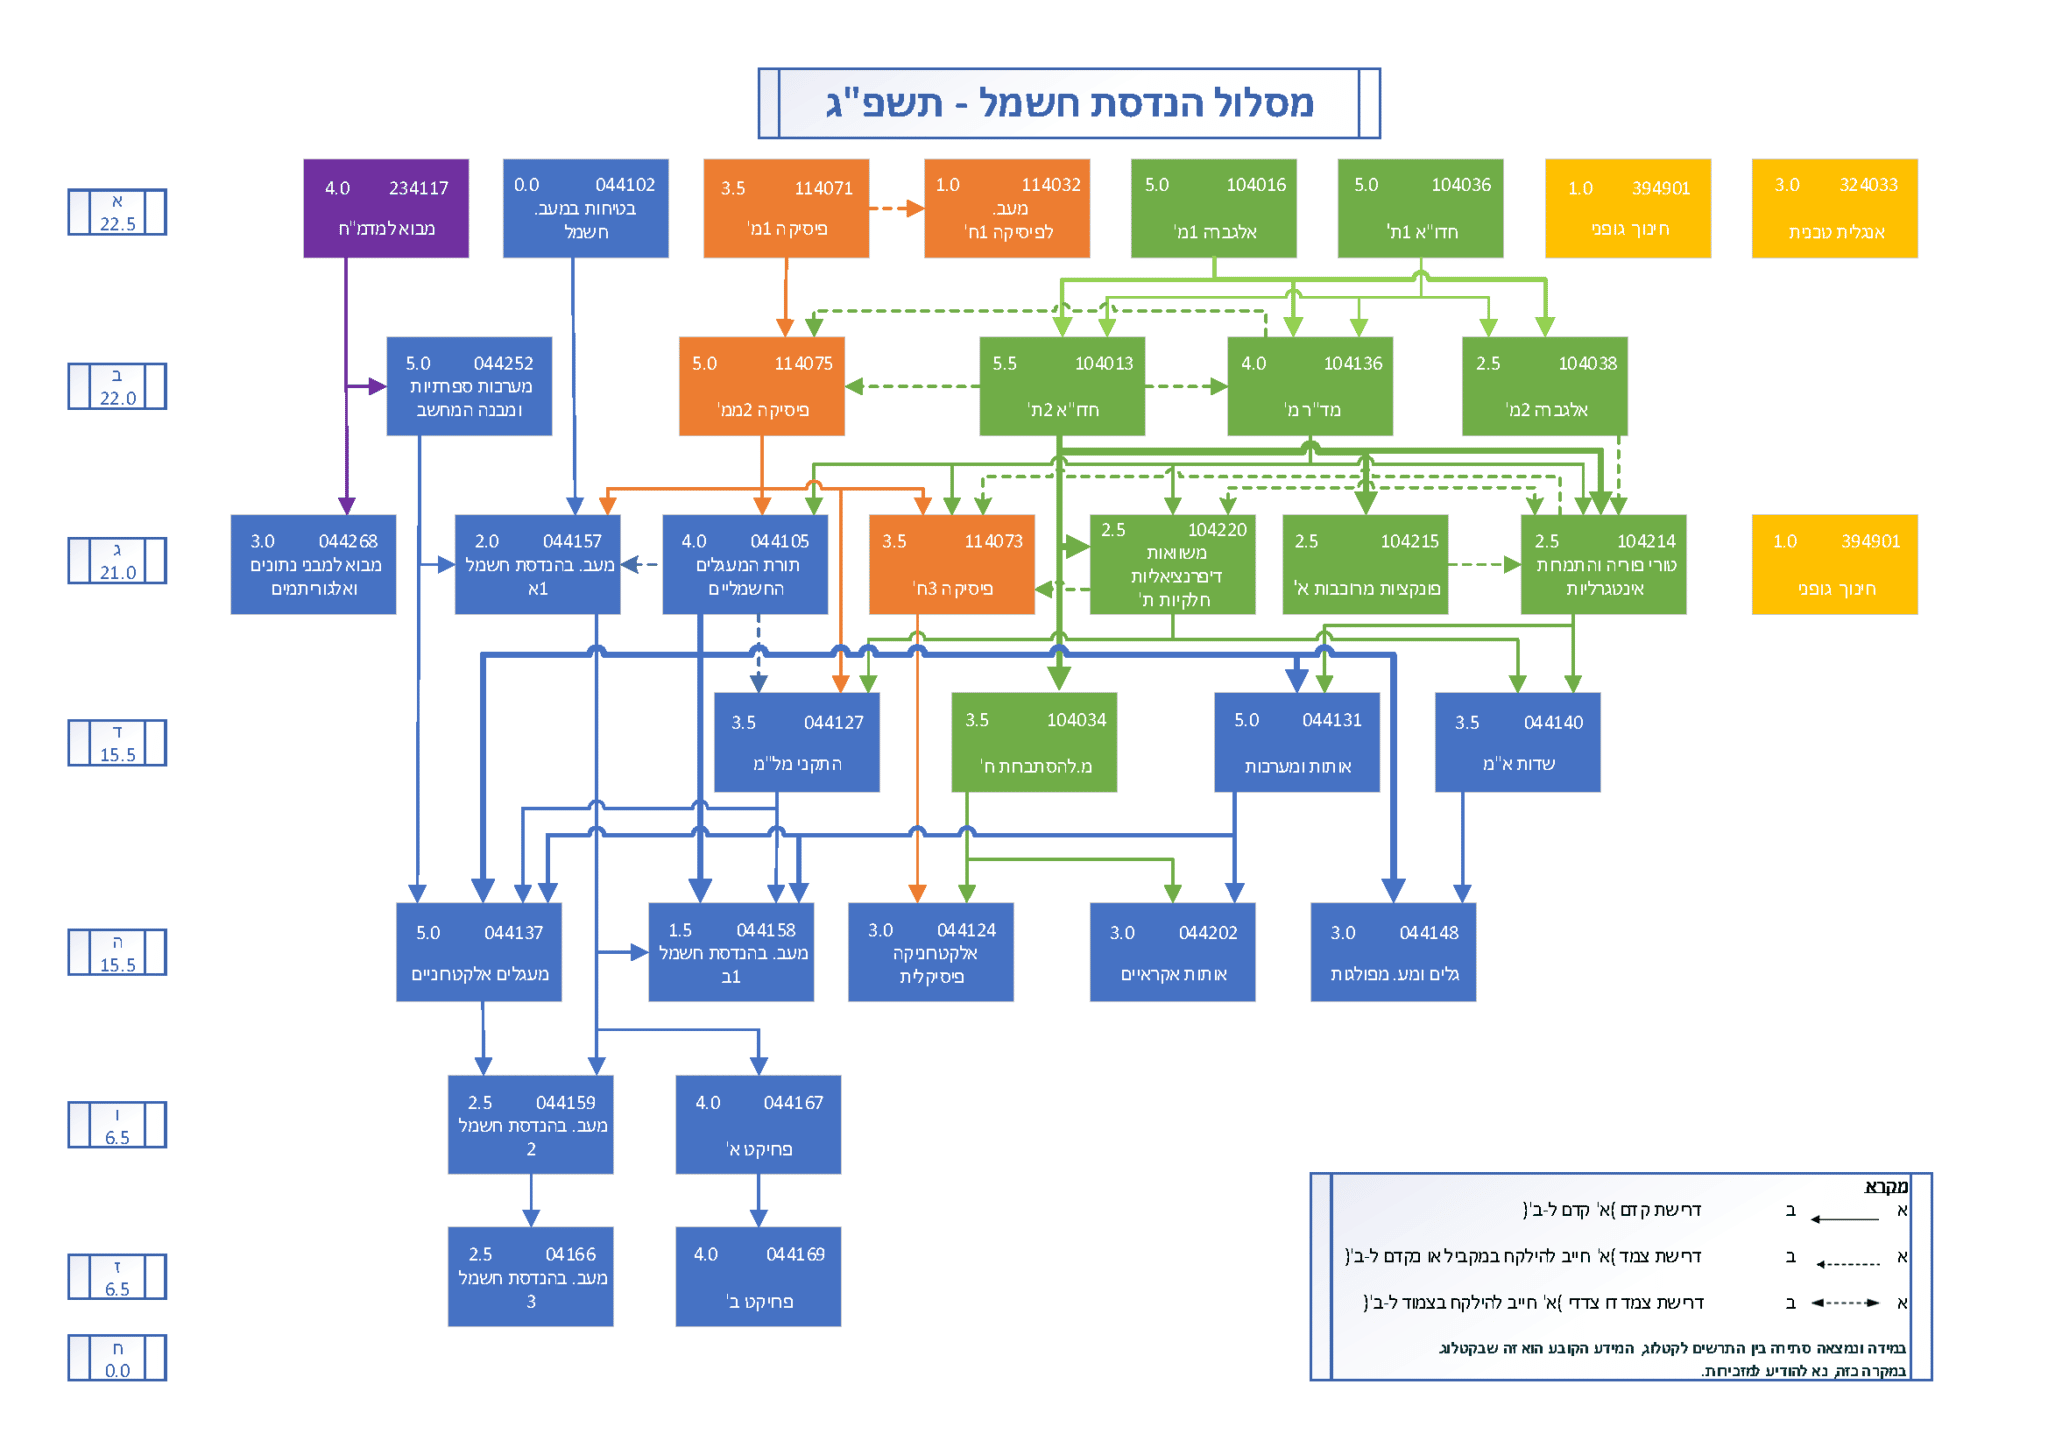 מסלול הנדסת חשמל - תשפ"ג
א
22.5
324033 3.0
אנגלית טכנית
394901 1.0
חינוך גופני
104036 5.0
חדו"א 1ת'
104016 5.0
אלגברה 1מ'
114032 1.0
מעב.
לפיסיקה 1ח'
114071 3.5
פיסיקה 1מ'
044102 0.0
בטיחות במעב.
חשמל
234117 4.0
מבוא למדמ"ח
ב
22.0
104038 2.5
אלגברה 2מ'
104136 4.0
מד"ר מ'
104013 5.5
חדו"א 2ת'
114075 5.0
פיסיקה 2ממ'
044252 5.0
מערכות ספרתיות
ומבנה המחשב
ג
21.0
394901 1.0
חינוך גופני
104214 2.5
טורי פוריה והתמרות
אינטגרליות
104215 2.5
פונקציות מרוכבות א'
104220 2.5
משוואות
דיפרנציאליות
חלקיות ת'
114073 3.5
פיסיקה 3ח'
044105 4.0
תורת המעגלים
החשמליים
044157 2.0
מעב. בהנדסת חשמל
1א
044268 3.0
מבוא למבני נתונים
ואלגוריתמים
ד
15.5
044140 3.5
שדות א"מ
044131 5.0
אותות ומערכות
104034 3.5
מ.להסתברות ח'
044127 3.5
התקני מל"מ
ה
15.5
044148 3.0
גלים ומע. מפולגות
044202 3.0
אותות אקראיים
044124 3.0
אלקטרוניקה
פיסיקלית
044158 1.5
מעב. בהנדסת חשמל
1ב
044137 5.0
מעגלים אלקטרוניים
ו
6.5
044167 4.0
פרויקט א'
044159 2.5
מעב. בהנדסת חשמל
2
ז
6.5
044169 4.0
פרויקט ב'
04166 2.5
מעב. בהנדסת חשמל
3
ח
0.0
מקרא
א ב דרישת קדם )א' קדם ל-ב'(
א ב דרישת צמד )א' חייב להילקח במקביל או בקדם ל-ב'(
א ב דרישת צמד דו צדדי )א' חייב להילקח בצמוד ל-ב'(
במידה ונמצאה סתירה בין התרשים לקטלוג, המידע הקובע הוא זה שבקטלוג.
במקרה כזה, נא להודיע למזכירות.